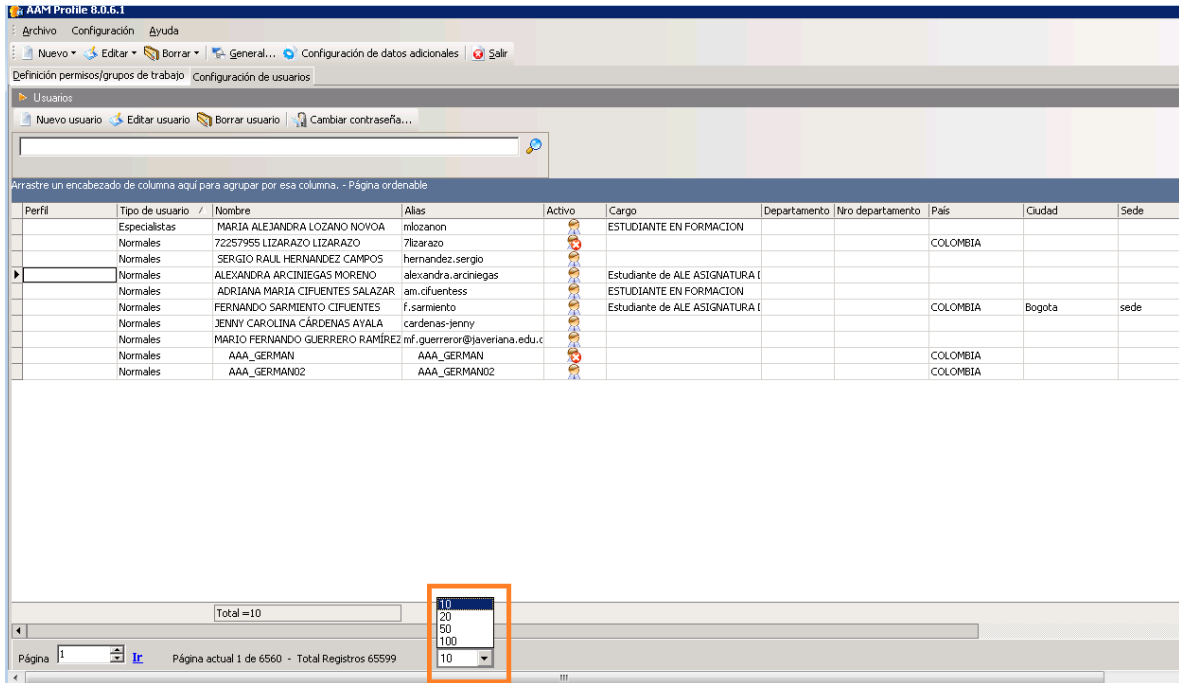 AAM Profile 8.0.6.1
Archivo Configuración Ayuda
Nuevo Editar Borrar General... Configuración de datos adicionales Salir
Definición permisos/grupos de trabajo Configuración de usuarios
Usuarios
Nuevo usuario Editar usuario Borrar usuario Cambiar contraseña...
Arrastre un encabezado de columna aquí para agrupar por esa columna. - Página ordenable
Perfil Tipo de usuario Nombre Alias Activo Cargo Departamento Nro departamento País Ciudad Sede
Especialistas MARIA ALEJANDRA LOZANO NOVOA mlozanon ESTUDIANTE EN FORMACION
Normales 72257955 LIZARAZO LIZARAZO 7lizarazo COLOMBIA
Normales SERGIO RAUL HERNANDEZ CAMPOS hernandez.sergio
Normales ALEXANDRA ARCINIEGAS MORENO alexandra.arciniegas Estudiante de ALE ASIGNATURA
Normales ADRIANA MARIA CIFUENTES SALAZAR am.cifuentess ESTUDIANTE EN FORMACION
Normales FERNANDO SARMIENTO CIFUENTES f.sarmiento Estudiante de ALE ASIGNATURA COLOMBIA Bogota sede
Normales JENNY CAROLINA CÁRDENAS AYALA cardenas-jenny
Normales MARIO FERNANDO GUERRERO RAMÍREZ mf.guerreror@javeriana.edu.c
Normales AAA_GERMAN AAA_GERMAN COLOMBIA
Normales AAA_GERMAN02 AAA_GERMAN02 COLOMBIA
Total =10
10
20
50
100
Página 1 Ir Página actual 1 de 6560 - Total Registros 65599 10